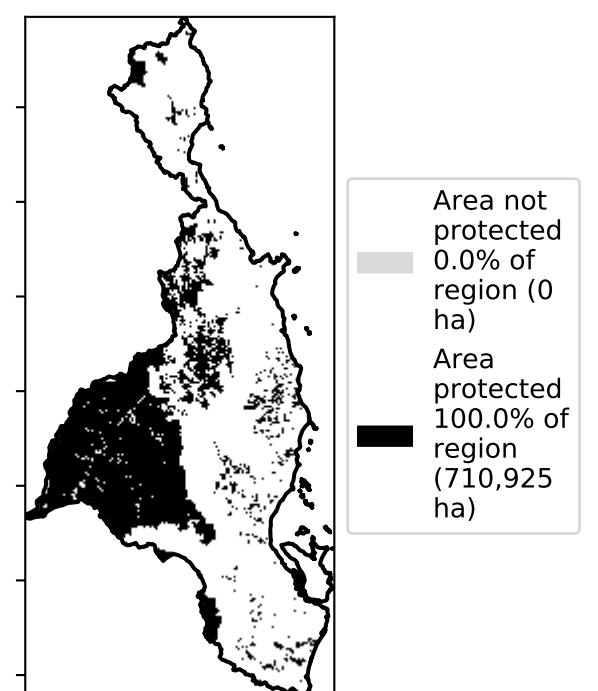 Area not
protected
0.0% of
region (0
ha)
Area
protected
100.0% of
region
(710,925
ha)